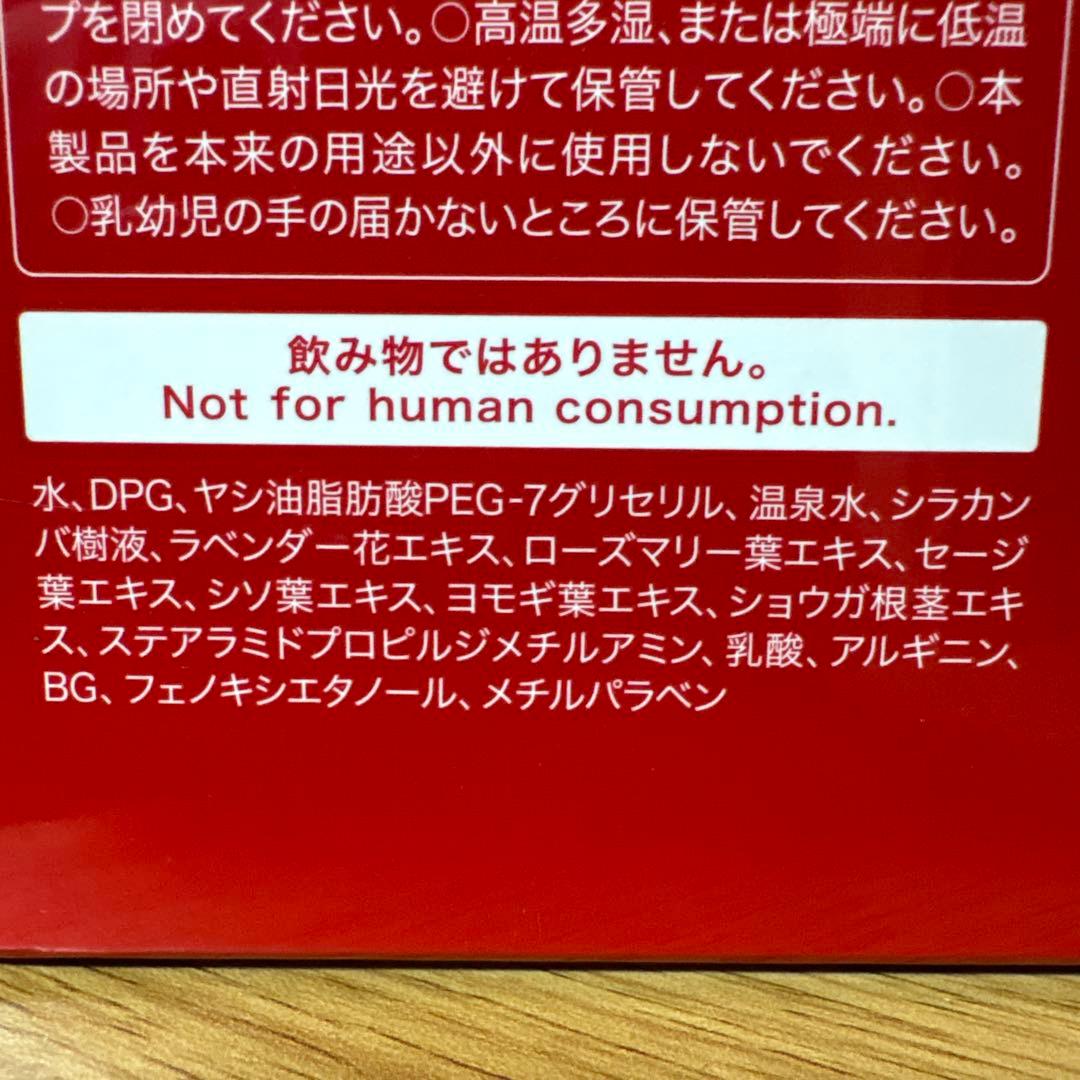 プを閉めてください。○高温多湿、または極端に低温
の場所や直射日光を避けて保管してください。○本
製品を本来の用途以外に使用しないでください。
○乳幼児の手の届かないところに保管してください。
飲み物ではありません。
Not for human consumption.
水、DPG、ヤシ油脂肪酸PEG-7グリセリル、温泉水、シラカン
バ樹液、ラベンダー花エキス、ローズマリー葉エキス、セージ
葉エキス、シソ葉エキス、ヨモギ葉エキス、ショウガ根茎エキ
ス、ステアラミドプロピルジメチルアミン、乳酸、アルギニン、
BG、フェノキシエタノール、メチルパラベン